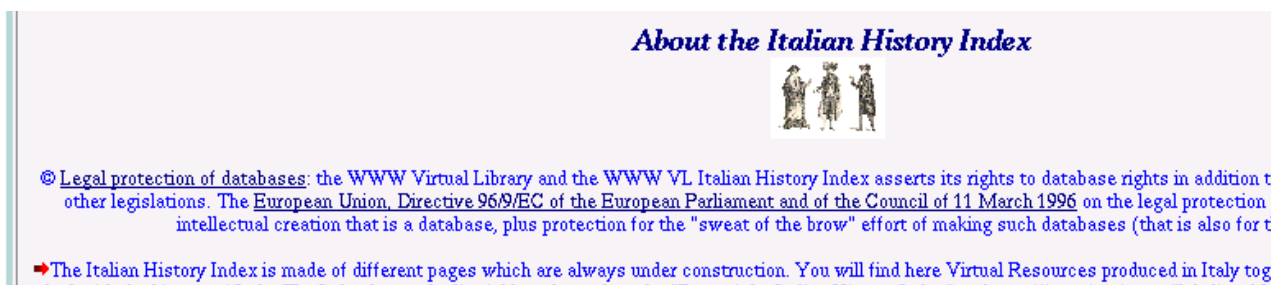 About the Italian History Index
© Legal protection of databases: the WWW Virtual Library and the WWW VL Italian History Index asserts its rights to database rights in addition t
other legislations. The European Union, Directive 96/9/EC of the European Parliament and of the Council of 11 March 1996 on the legal protection
intellectual creation that is a database, plus protection for the "sweat of the brow" effort of making such databases (that is also for t
The Italian History Index is made of different pages which are always under construction. You will find here Virtual Resources produced in Italy tog